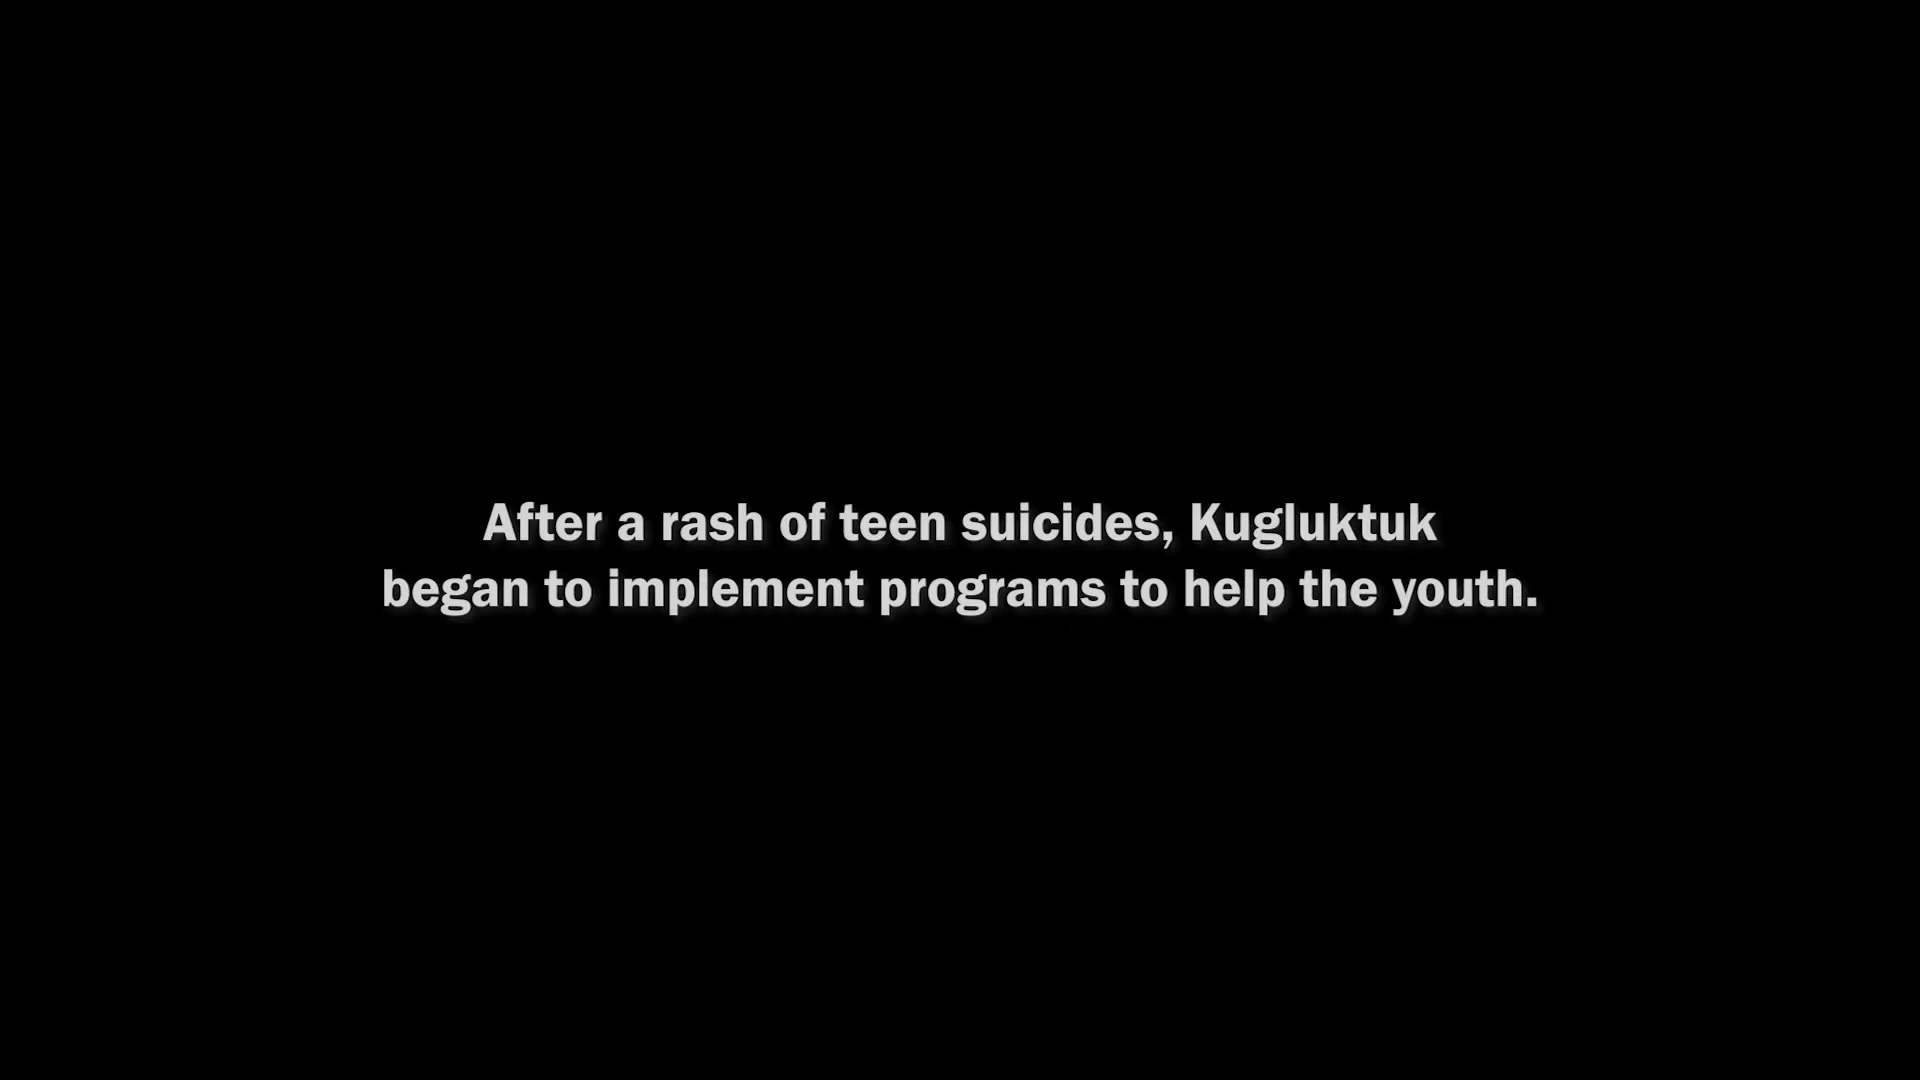 After a rash of teen suicides, Kugluktuk
began to implement programs to help the youth.